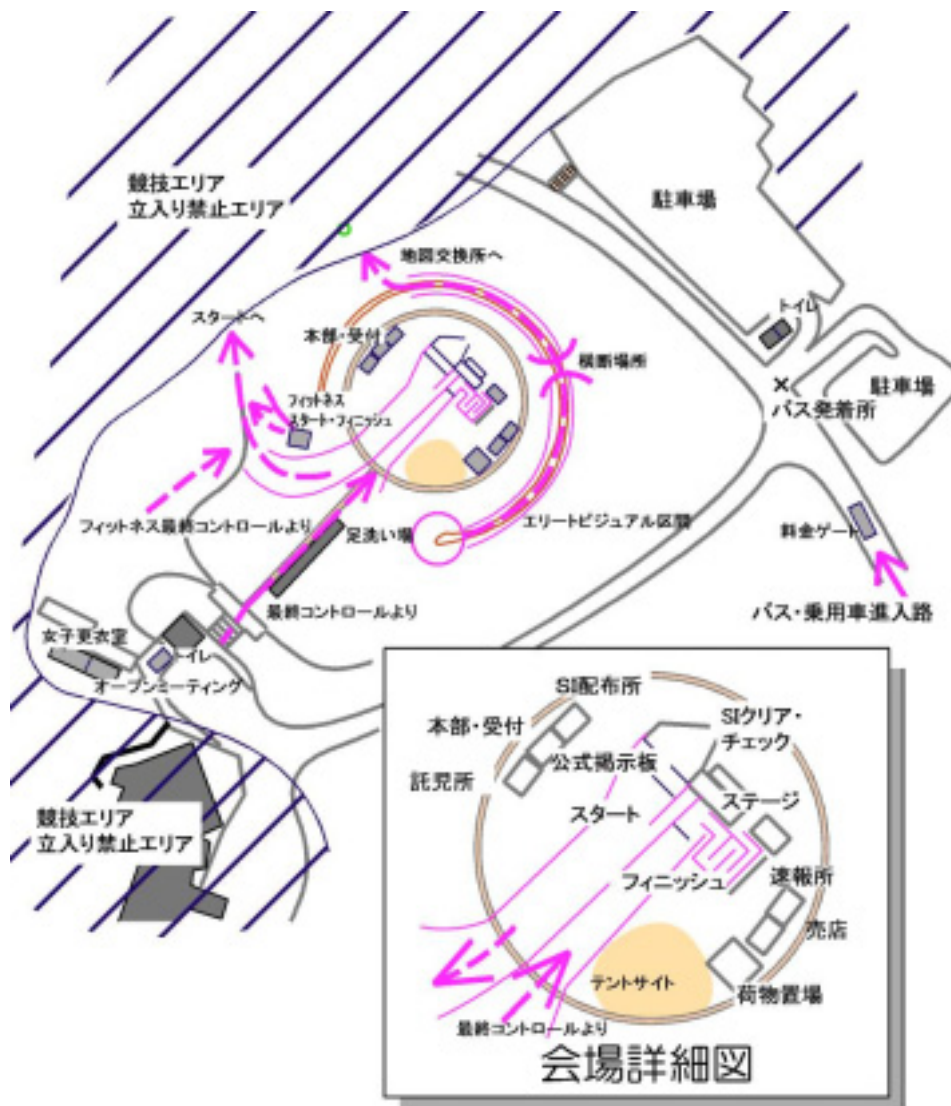 競技エリア
立入り禁止エリア
駐車場
地図交換所へ
スタートへ
トイレ
本部・受付
横断場所
駐車場
バス発着所
フィットネス
スタート・フィニッシュ
フィットネス最終コントロールより
足洗い場
エリートビジュアル区間
料金ゲート
最終コントロールより
バス・乗用車進入路
女子更衣室
トイレ
オープンミーティング
競技エリア
立入り禁止エリア
SI配布所
本部・受付
SIクリア・
チェック
公式掲示板
託児所
スタート
ステージ
フィニッシュ
速報所
売店
テントサイト
荷物置場
最終コントロールより
会場詳細図